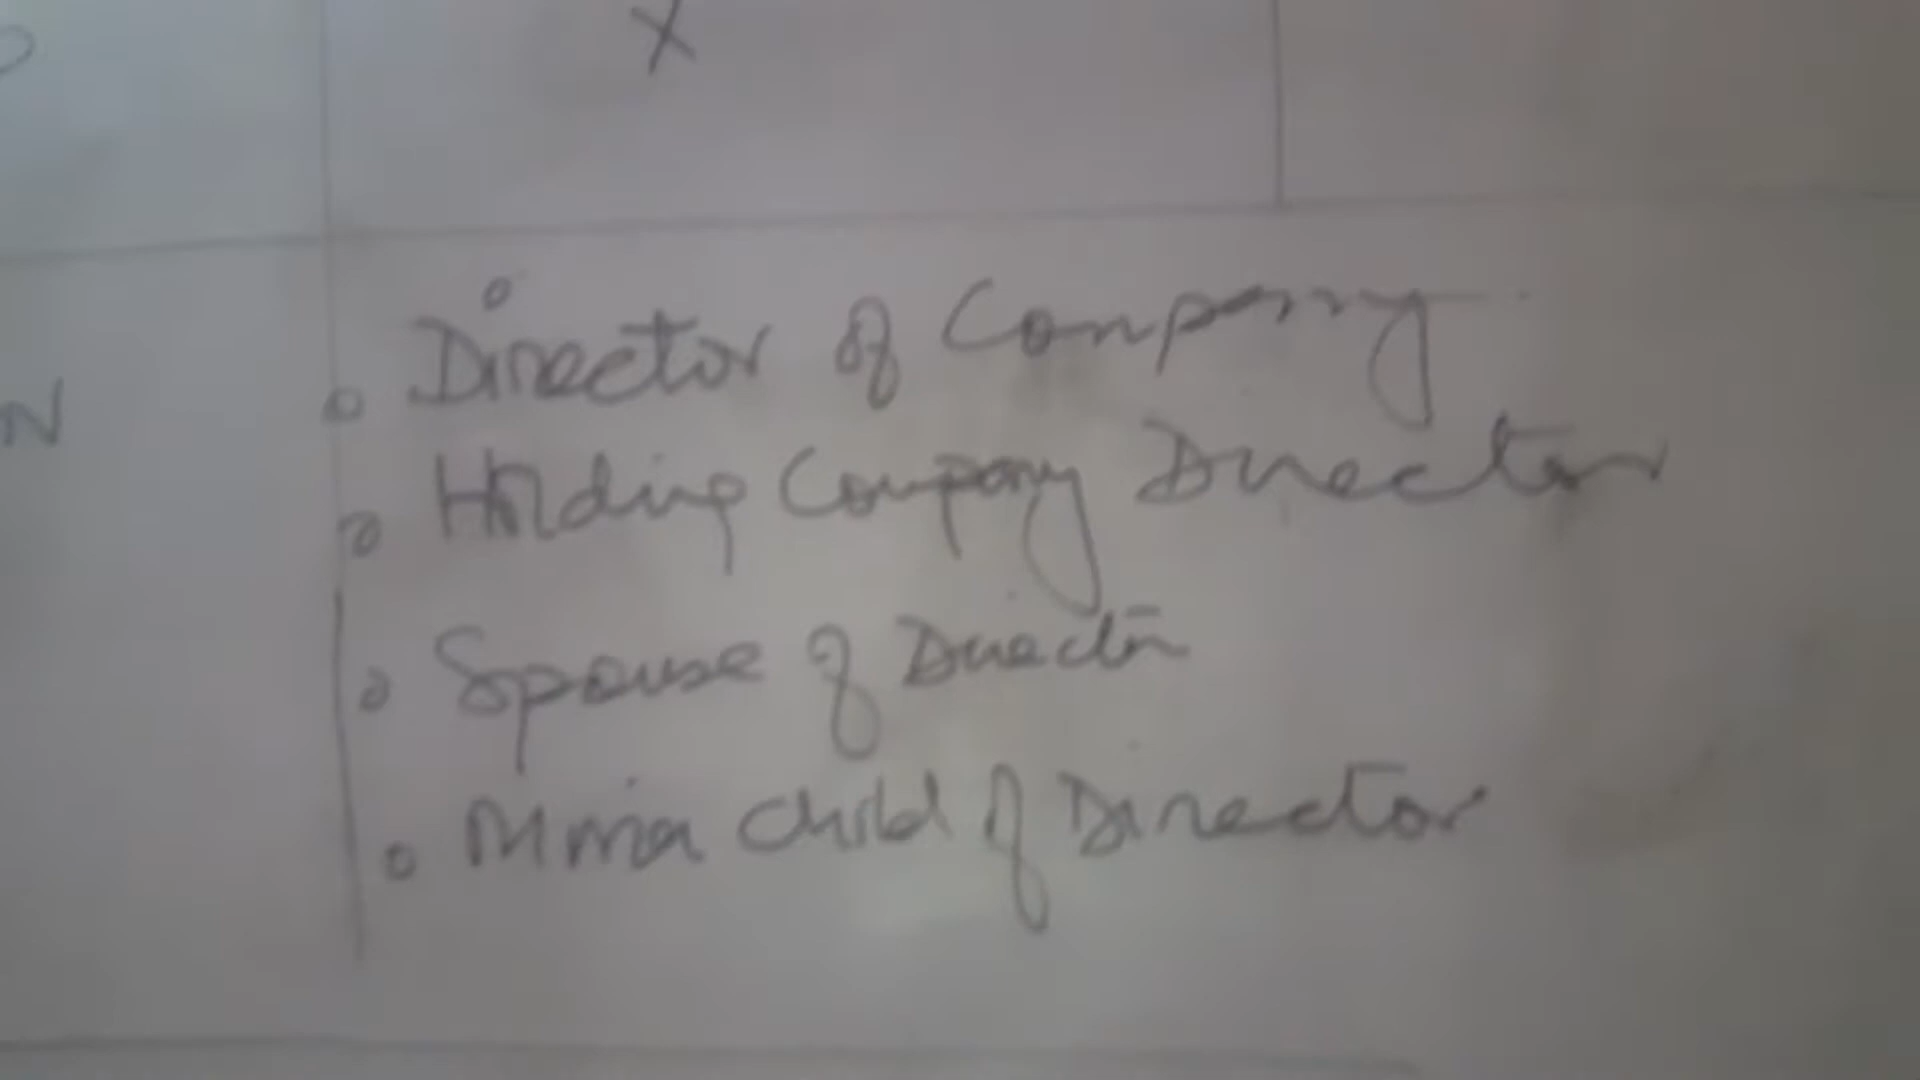 X
• Director of Company
• Holding Company Director
N
• Spouse of Director
• Minor Child of Director